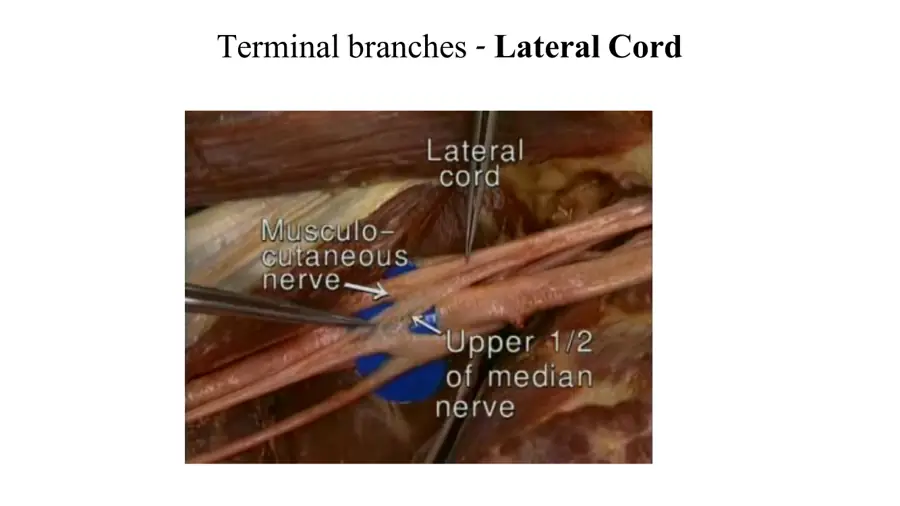 Terminal branches - Lateral Cord
Lateral
cord
Musculo-
cutaneous
nerve
Upper 1/2
of median
nerve